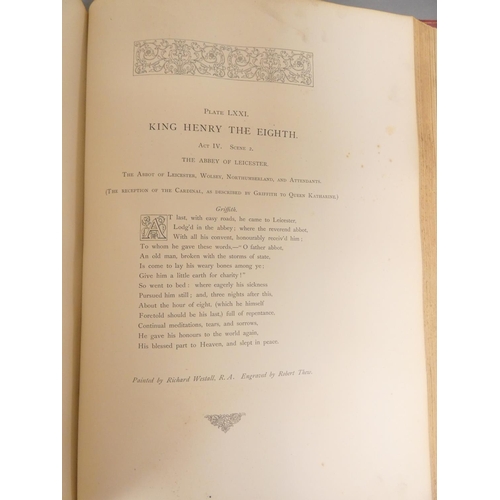 PLATE LXXI.
KING HENRY THE EIGHTH.
ACT IV. SCENE 2.
THE ABBEY OF LEICESTER.
THE ABBOT OF LEICESTER, WOLSEY, NORTHUMBERLAND, AND ATTENDANTS.
(THE RECEPTION OF THE CARDINAL, AS DESCRIBED BY GRIFFITH TO QUEEN KATHARINE.)
Griffith.
AT last, with easy roads, he came to Leicester,
Lodg'd in the abbey; where the reverend abbot,
With all his convent, honourably receiv'd him;
To whom he gave these words,—"O father abbot,
An old man, broken with the storms of state,
Is come to lay his weary bones among ye;
Give him a little earth for charity!"
So went to bed: where eagerly his sickness
Pursued him still; and, three nights after this,
About the hour of eight, (which he himself
Foretold should be his last,) full of repentance,
Continual meditations, tears, and sorrows,
He gave his honours to the world again,
His blessed part to Heaven, and slept in peace.
Painted by Richard Westall, R.A. Engraved by Robert Thew.